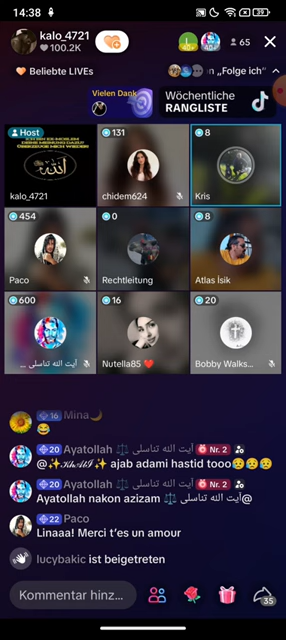 14:38
39
kalo_4721
100.2K
40+
65
Beliebte LIVEs
„Folge ich“
Vielen Dank
Wöchentliche
RANGLISTE
Host
kalo_4721
131
chidem624
8
Kris
454
Paco
0
Rechtleitung
8
Atlas İsik
600
آیت الله تناسلی ...
16
Nutella85 ❤️
20
Bobby Walks...
16 Mina🌙
😂
20 Ayatollah ⚖️ آیت الله تناسلی Nr. 2
ajab adami hastid tooo😥😥😥
20 Ayatollah ⚖️ آیت الله تناسلی Nr. 2
Ayatollah nakon azizam ⚖️ آیت الله تناسلی@
22 Paco
Linaaa! Merci t’es un amour
lucybakic ist beigetreten
Kommentar hinz...
35